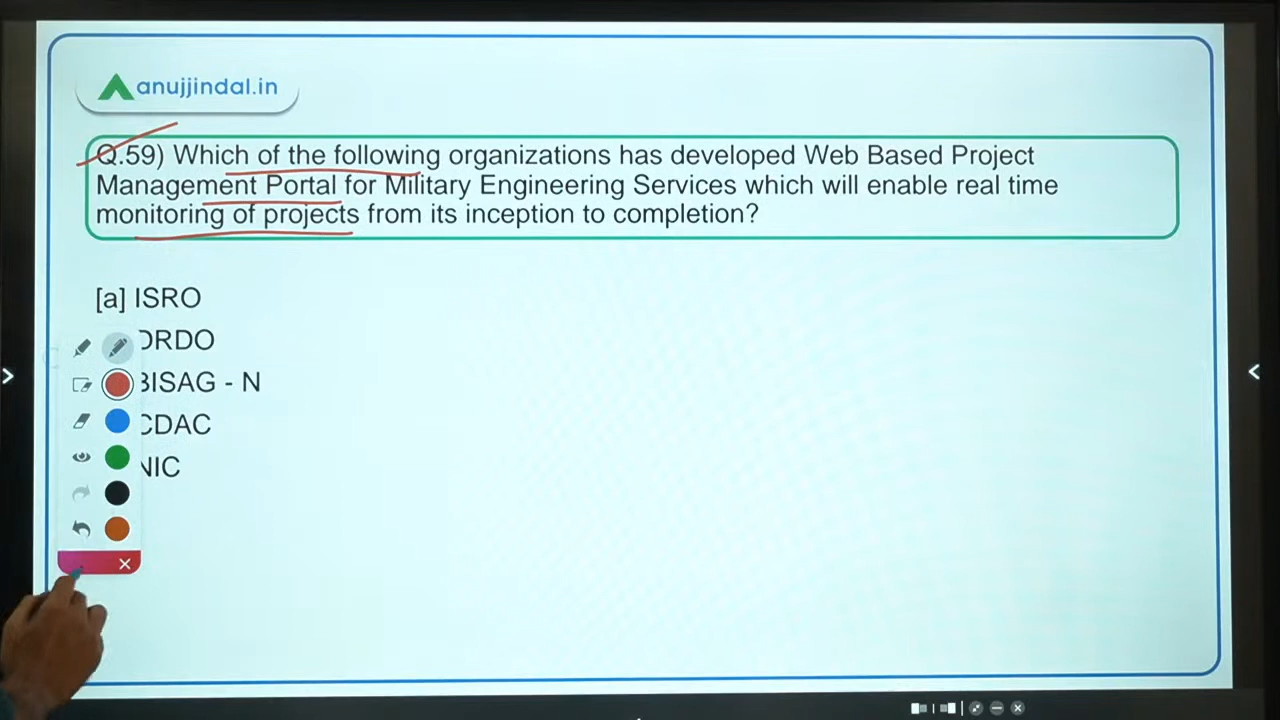 anujjindal.in
Q.59) Which of the following organizations has developed Web Based Project
Management Portal for Military Engineering Services which will enable real time
monitoring of projects from its inception to completion?
[a] ISRO
DRDO
BISAG - N
CDAC
NIC